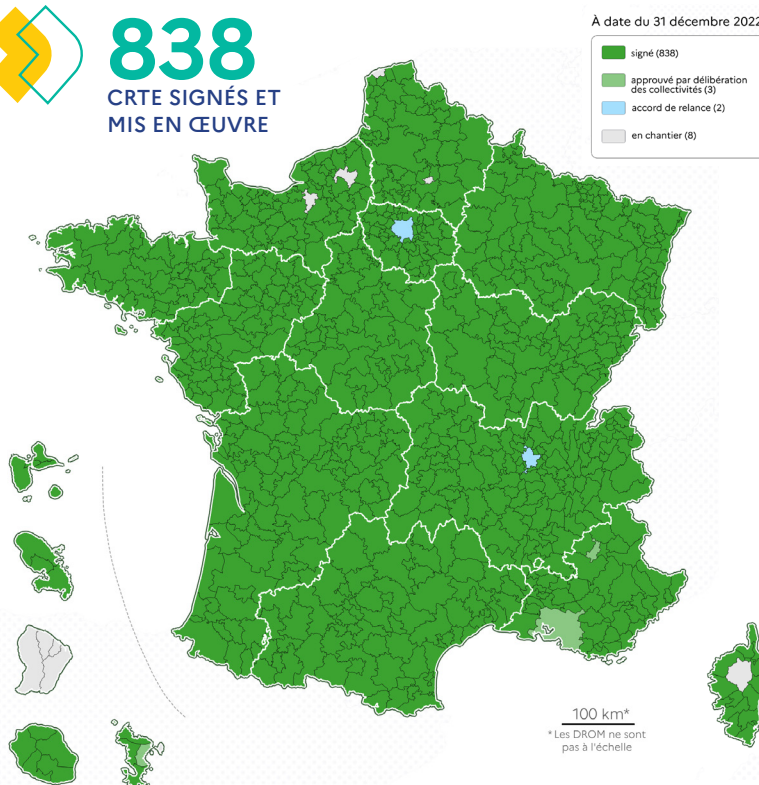 838
CRTE SIGNÉS ET
MIS EN ŒUVRE
À date du 31 décembre 2022
signé (838)
approuvé par délibération
des collectivités (3)
accord de relance (2)
en chantier (8)
100 km*
* Les DROM ne sont
pas à l'échelle